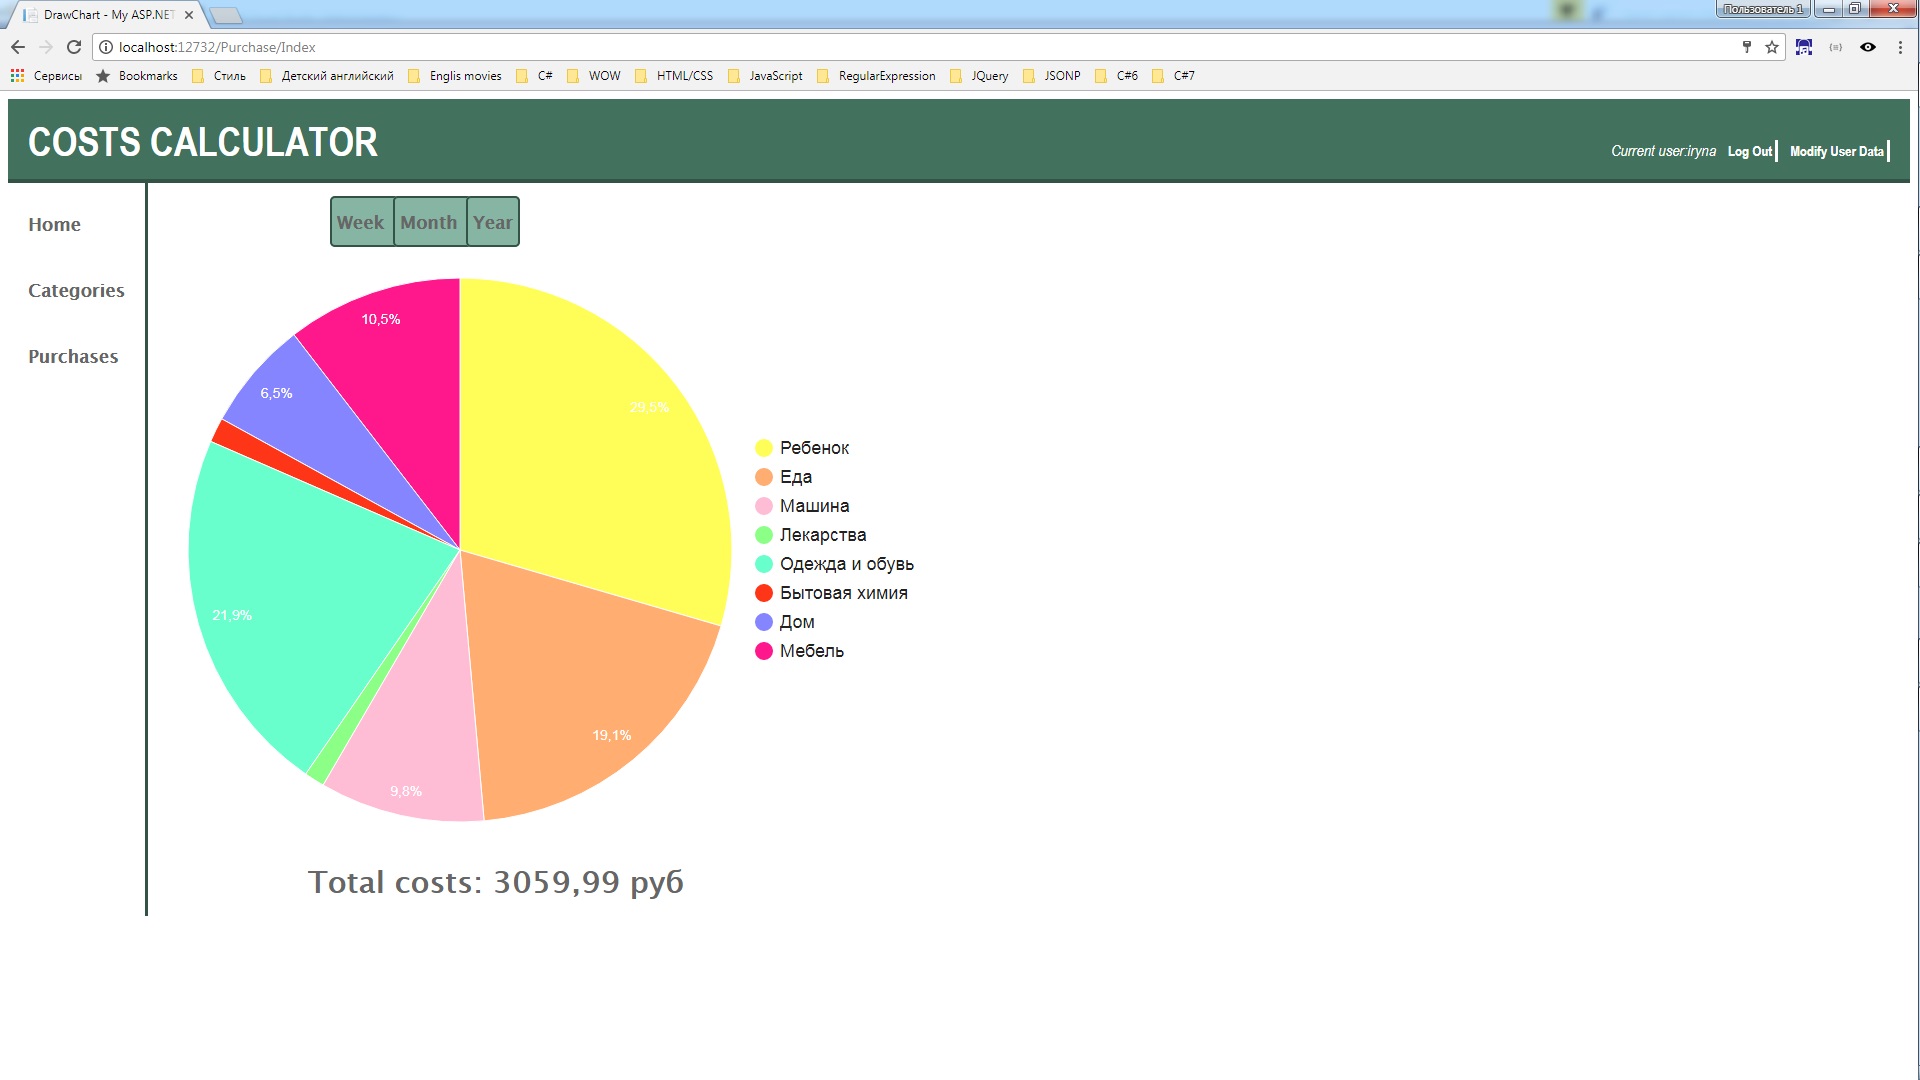 DrawChart - My ASP.NET
Пользователь 1
localhost:12732/Purchase/Index
Сервисы Bookmarks Стиль Детский английский Englis movies C# WOW HTML/CSS JavaScript RegularExpression JQuery JSONP C#6 C#7
COSTS CALCULATOR
Current user:iryna Log Out Modify User Data
Home
Categories
Purchases
Week Month Year
10,5%
6,5%
29,5%
21,9%
19,1%
9,8%
Ребенок
Еда
Машина
Лекарства
Одежда и обувь
Бытовая химия
Дом
Мебель
Total costs: 3059,99 руб